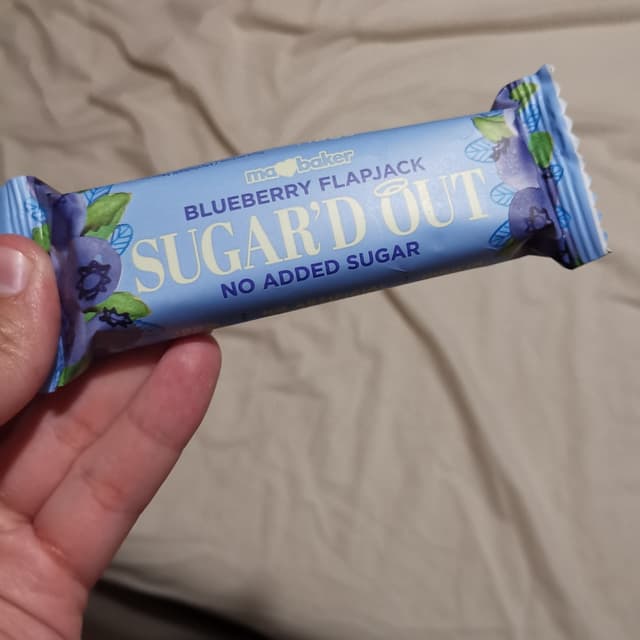 ma baker
BLUEBERRY FLAPJACK
SUGAR'D OUT
NO ADDED SUGAR